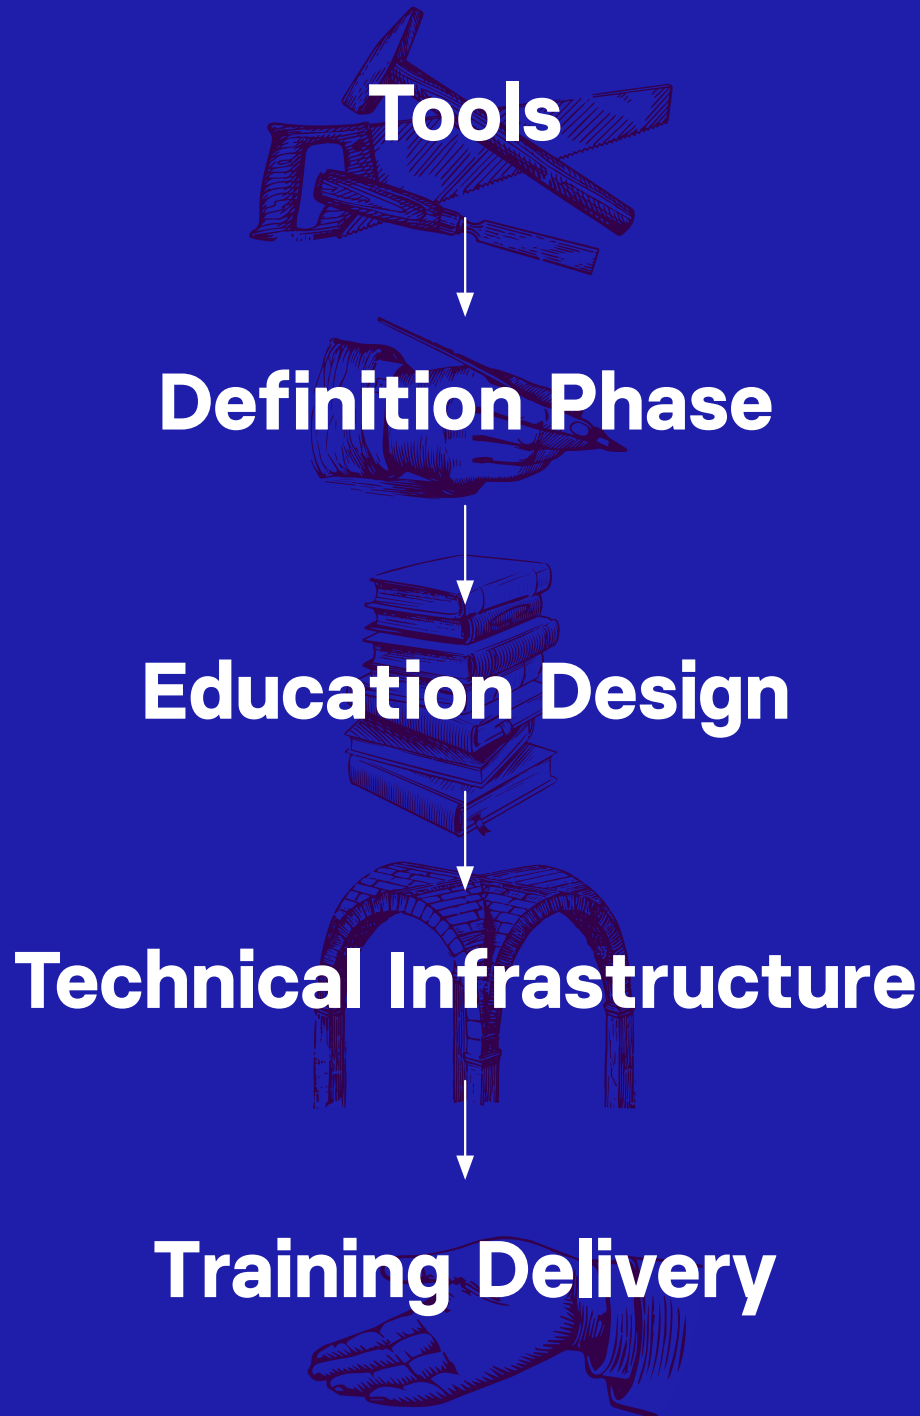 Tools
Definition Phase
Education Design
Technical Infrastructure
Training Delivery